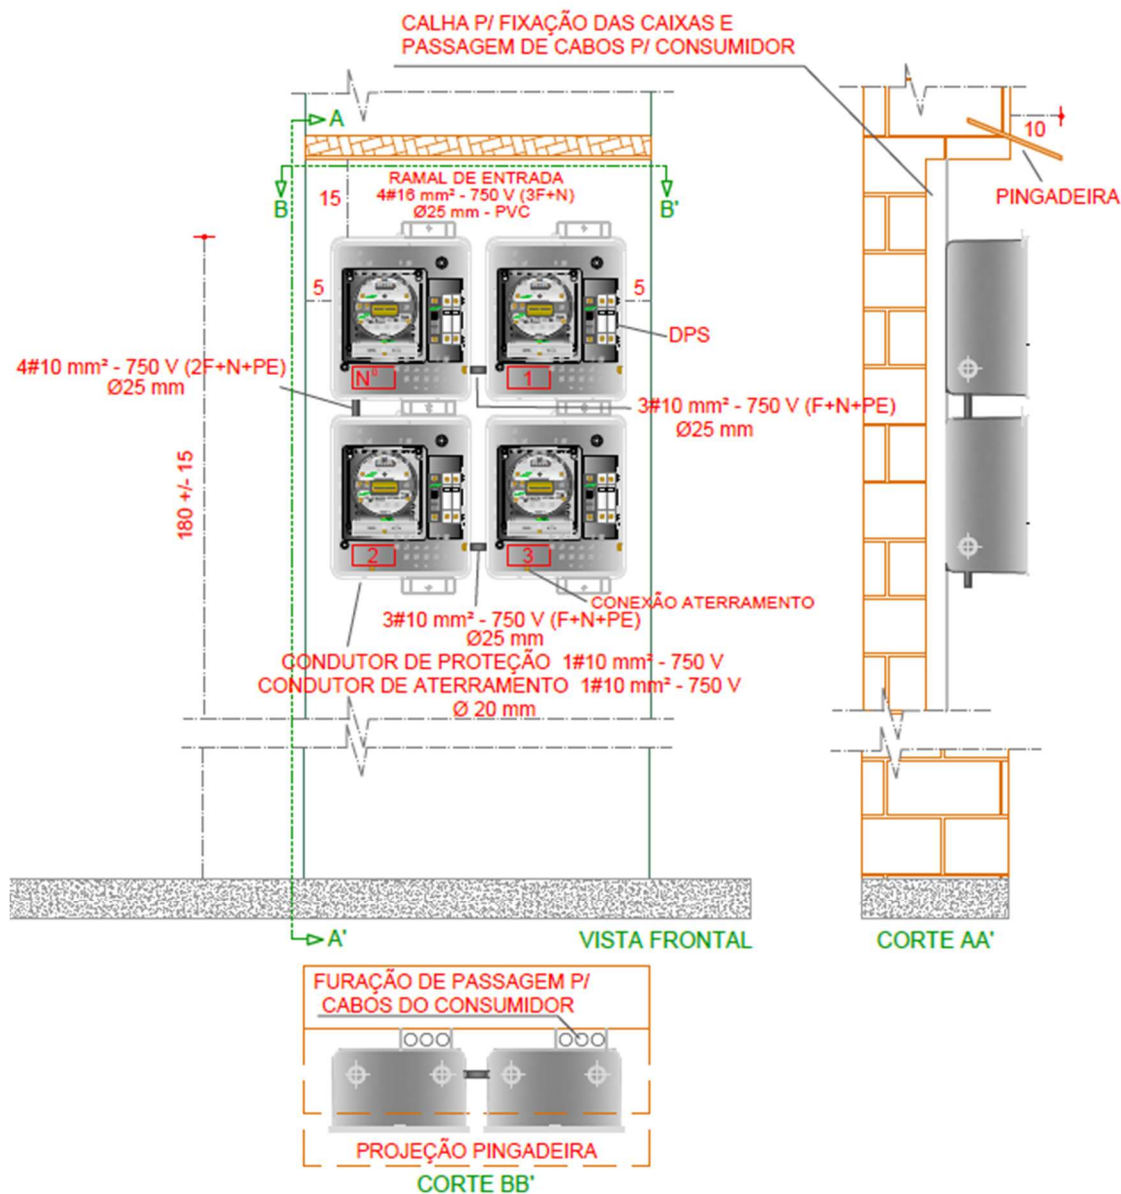 CALHA P/ FIXAÇÃO DAS CAIXAS E
PASSAGEM DE CABOS P/ CONSUMIDOR
A
10
PINGADEIRA
RAMAL DE ENTRADA
4#16 mm² - 750 V (3F+N)
Ø25 mm - PVC
15
B
B'
5
5
DPS
4#10 mm² - 750 V (2F+N+PE)
Ø25 mm
Nº
1
3#10 mm² - 750 V (F+N+PE)
Ø25 mm
180 +/- 15
2
3
CONEXÃO ATERRAMENTO
3#10 mm² - 750 V (F+N+PE)
Ø25 mm
CONDUTOR DE PROTEÇÃO 1#10 mm² - 750 V
CONDUTOR DE ATERRAMENTO 1#10 mm² - 750 V
Ø 20 mm
A'
VISTA FRONTAL
CORTE AA'
FURAÇÃO DE PASSAGEM P/
CABOS DO CONSUMIDOR
PROJEÇÃO PINGADEIRA
CORTE BB'